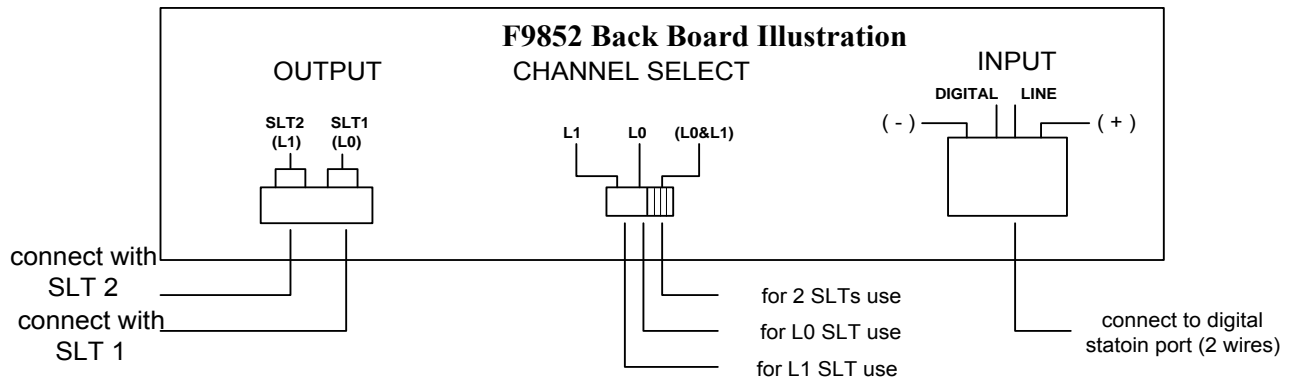 F9852 Back Board Illustration
OUTPUT
CHANNEL SELECT
INPUT
DIGITAL LINE
( - )
( + )
SLT2
(L1)
SLT1
(L0)
L1
L0
(L0&L1)
connect with
SLT 2
connect with
SLT 1
for 2 SLTs use
for L0 SLT use
for L1 SLT use
connect to digital
statoin port (2 wires)